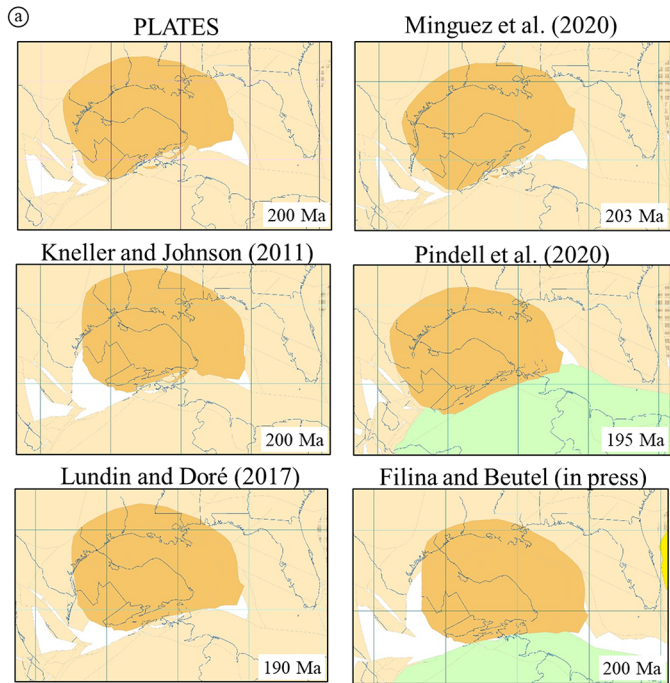 a
PLATES
Minguez et al. (2020)
200 Ma
203 Ma
Kneller and Johnson (2011)
Pindell et al. (2020)
200 Ma
195 Ma
Lundin and Doré (2017)
Filina and Beutel (in press)
190 Ma
200 Ma